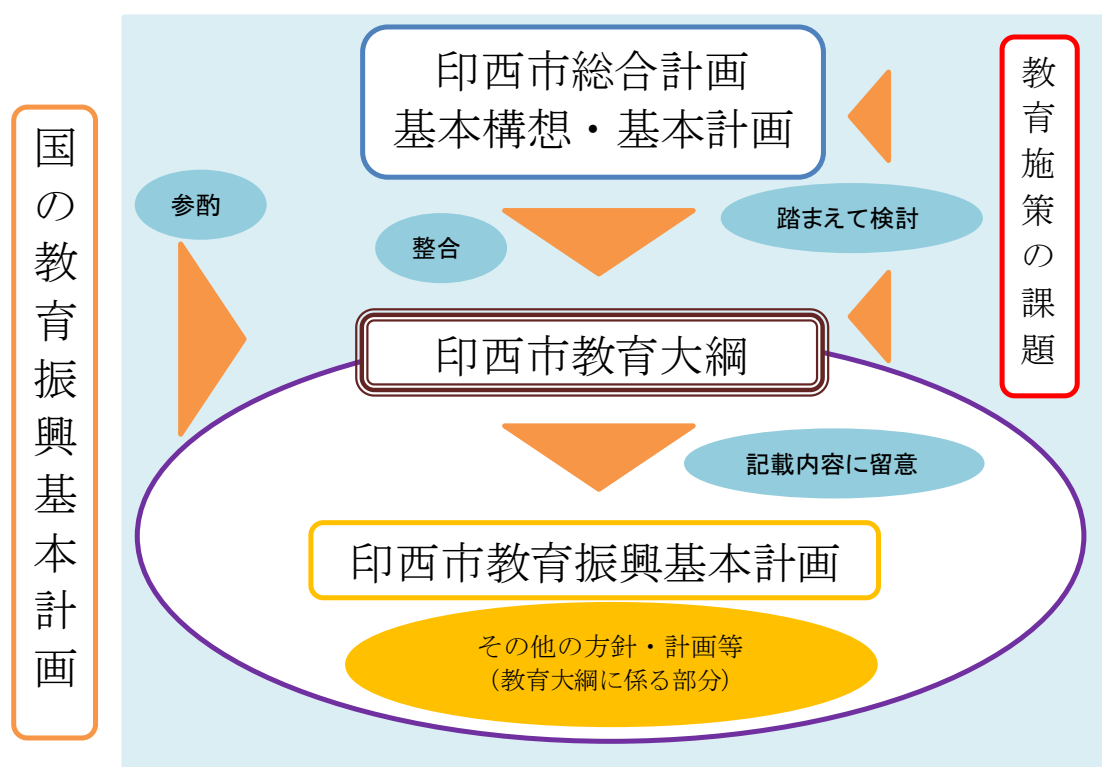 国の教育振興基本計画
印西市総合計画
基本構想・基本計画
教育施策の課題
参酌
整合
踏まえて検討
印西市教育大綱
記載内容に留意
印西市教育振興基本計画
その他の方針・計画等
（教育大綱に係る部分）